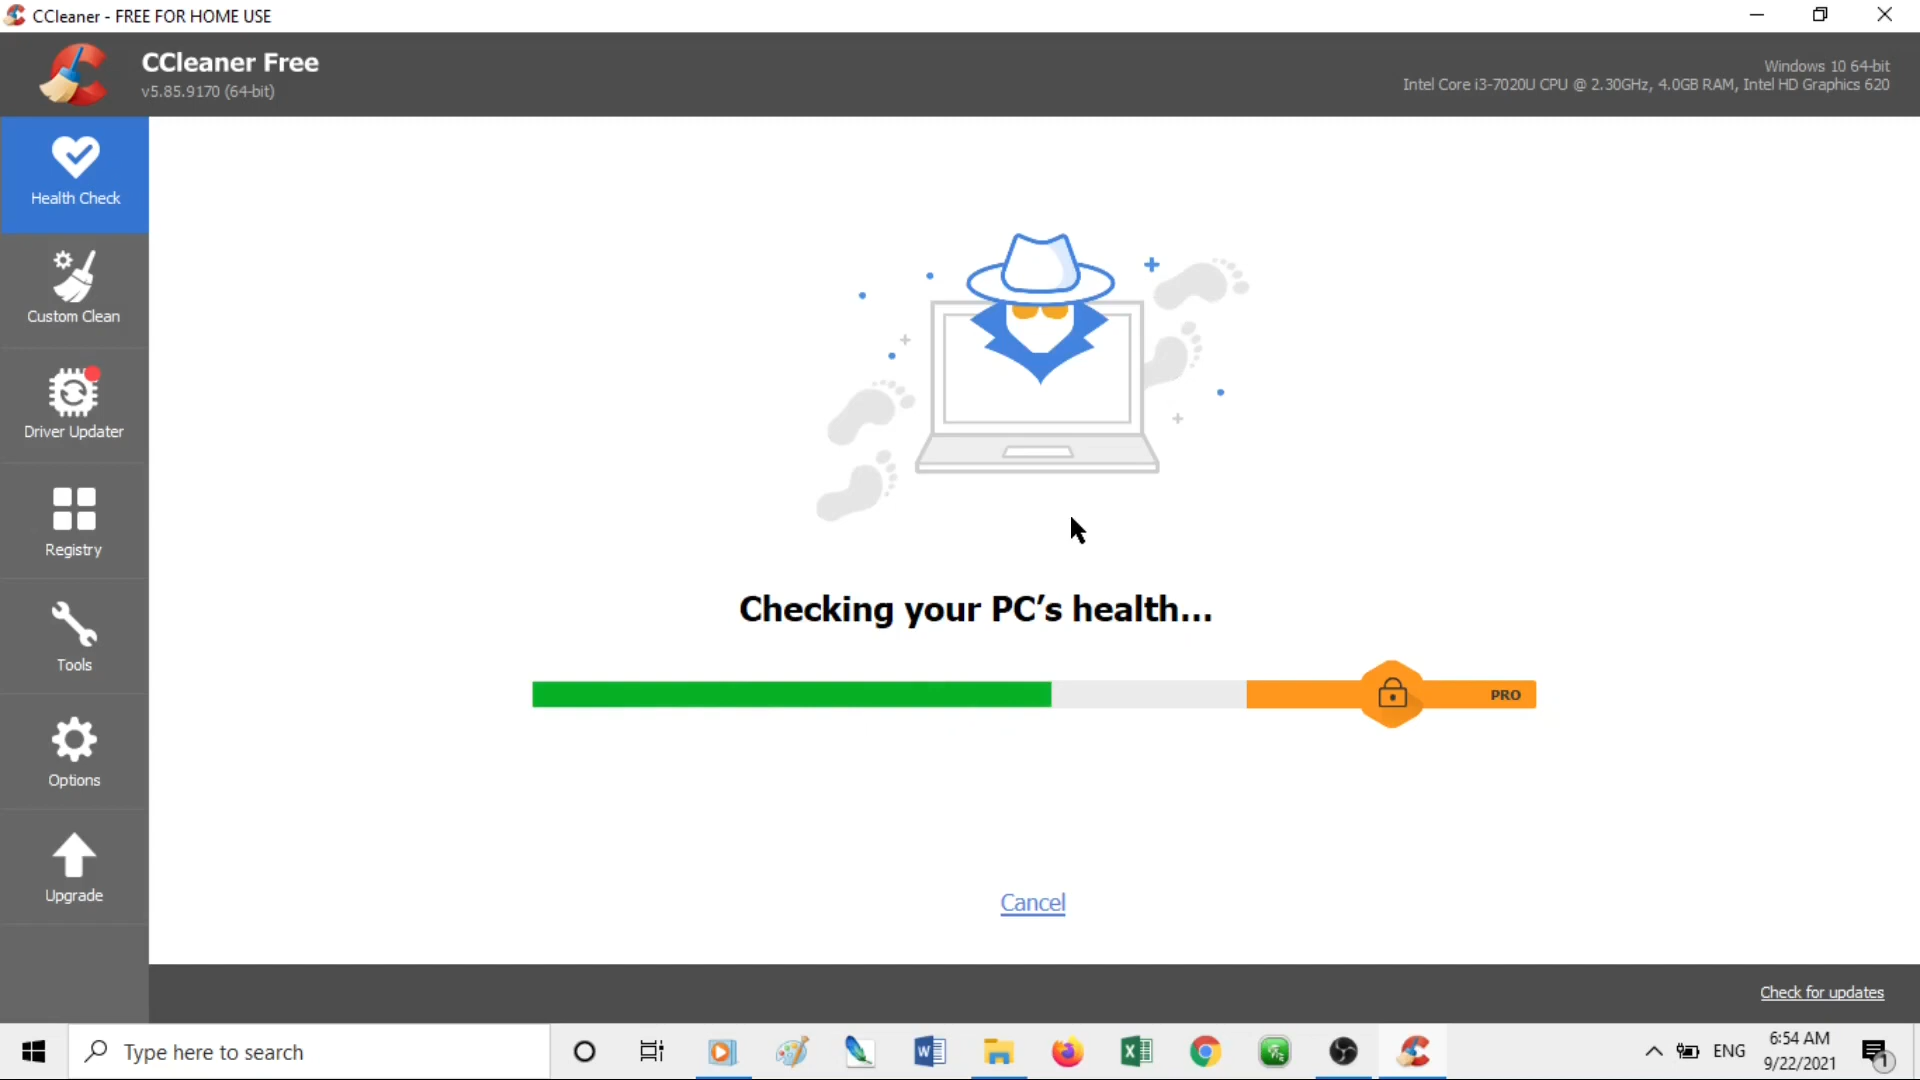 CCleaner - FREE FOR HOME USE
CCleaner Free
v5.85.9170 (64-bit)
Windows 10 64-bit
Intel Core i3-7020U CPU @ 2.30GHz, 4.0GB RAM, Intel HD Graphics 620
Health Check
Custom Clean
Driver Updater
Registry
Tools
Options
Upgrade
Checking your PC’s health...
PRO
Cancel
Check for updates
Type here to search
ENG
6:54 AM
9/22/2021
1